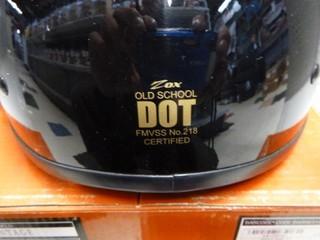 Zox
OLD SCHOOL
DOT
FMVSS No.218
CERTIFIED